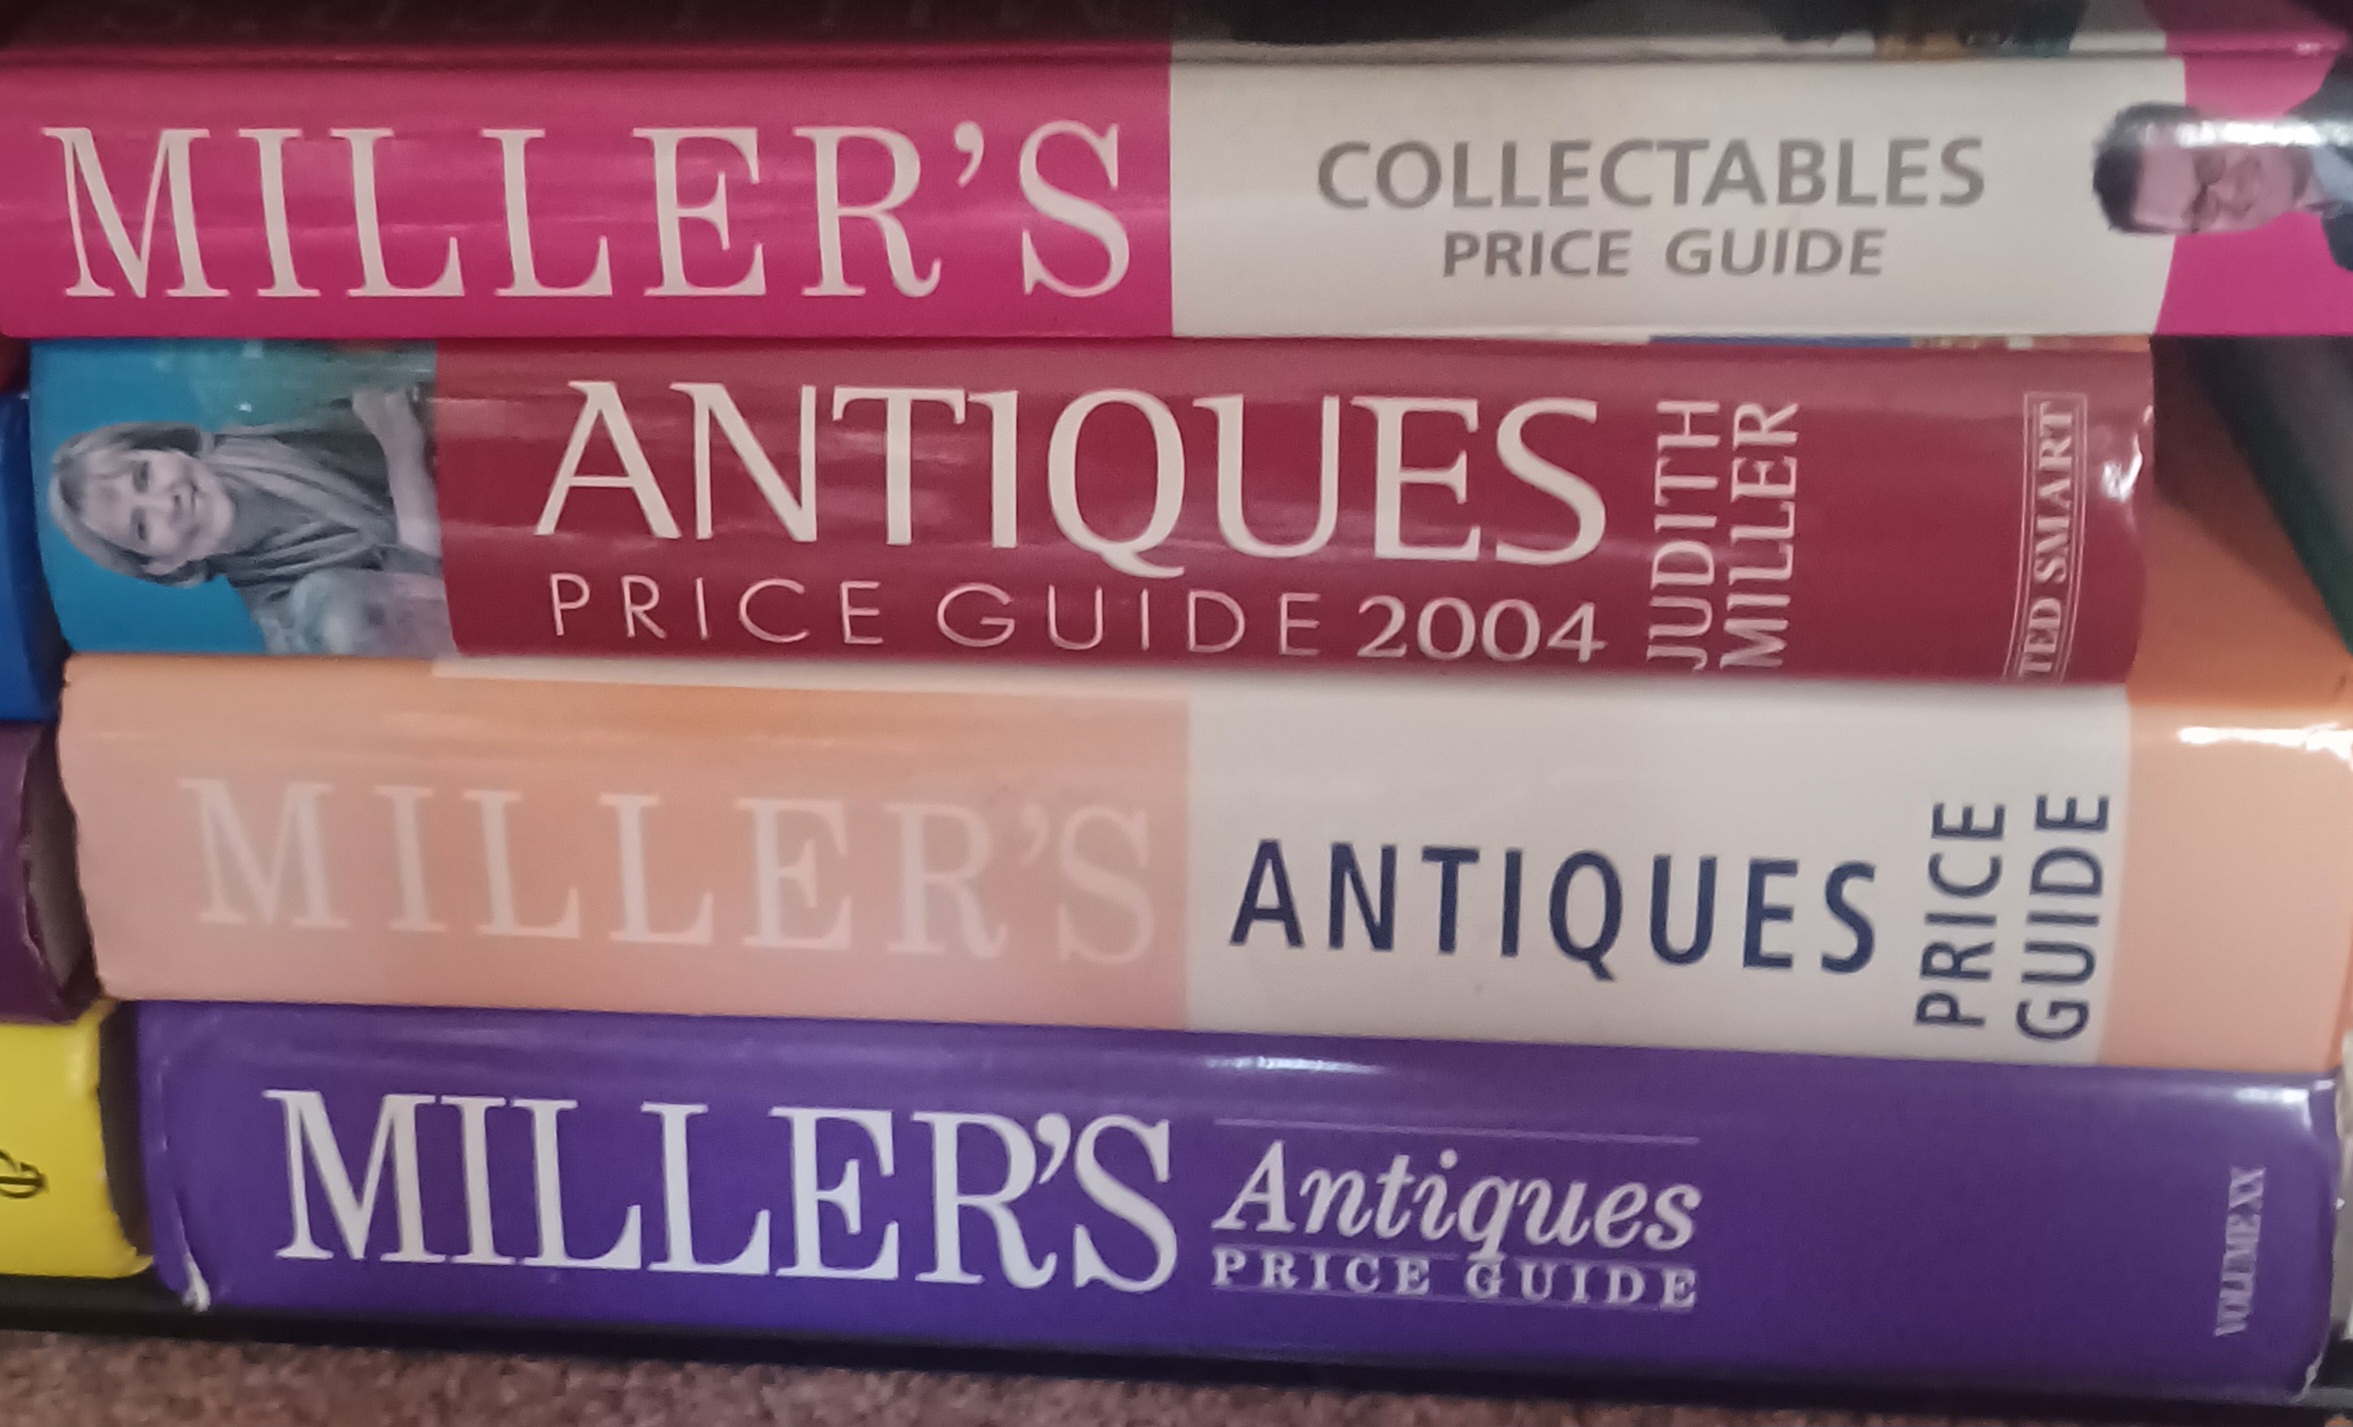 MILLER'S
COLLECTABLES
PRICE GUIDE
ANTIQUES
PRICE GUIDE 2004
JUDITH
MILLER
TED SMART
MILLER'S
ANTIQUES
PRICE
GUIDE
MILLER'S
Antiques
PRICE GUIDE
VOLUME XX